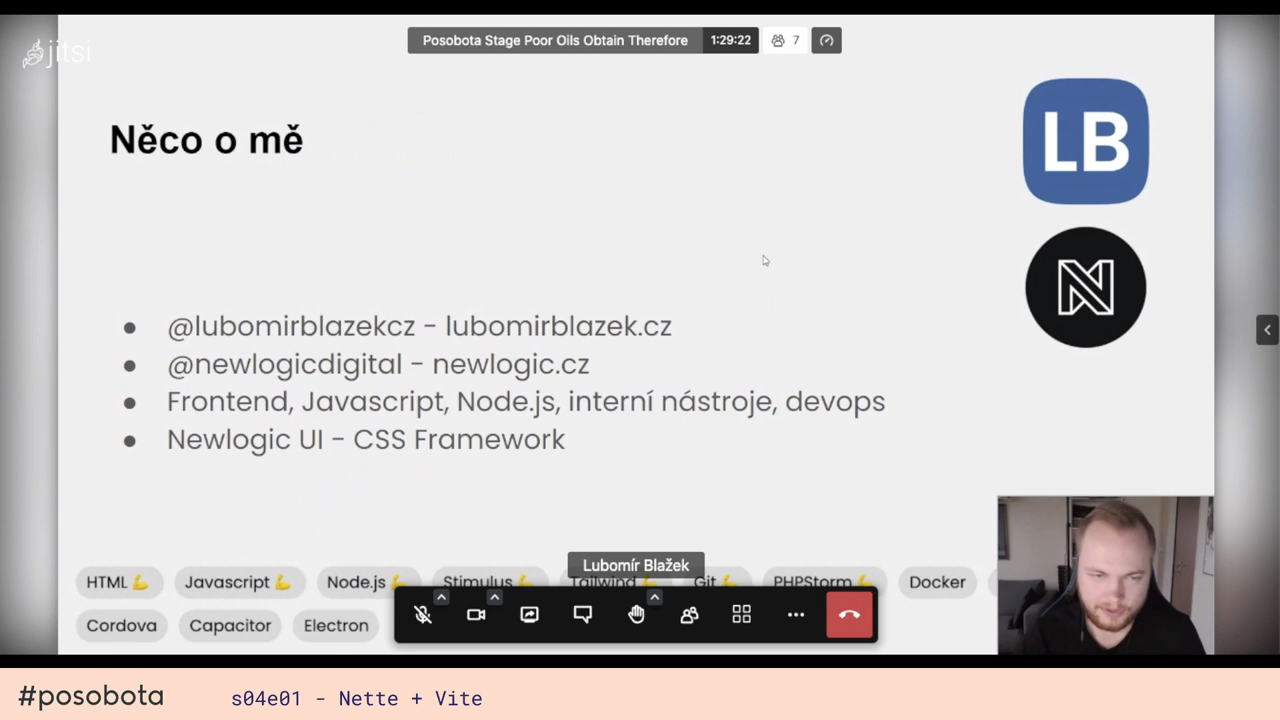 jitsi
Posobota Stage Poor Oils Obtain Therefore 1:29:22 7
Něco o mě
LB
N
@lubomirblazekcz - lubomirblazek.cz
@newlogicdigital - newlogic.cz
Frontend, Javascript, Node.js, interní nástroje, devops
Newlogic UI - CSS Framework
Lubomír Blažek
HTML 💪 Javascript 💪 Node.js 💪 Stimulus 💪 Tailwind 💪 Git 💪 PHPStorm 💪 Docker
Cordova Capacitor Electron
#posobota s04e01 - Nette + Vite